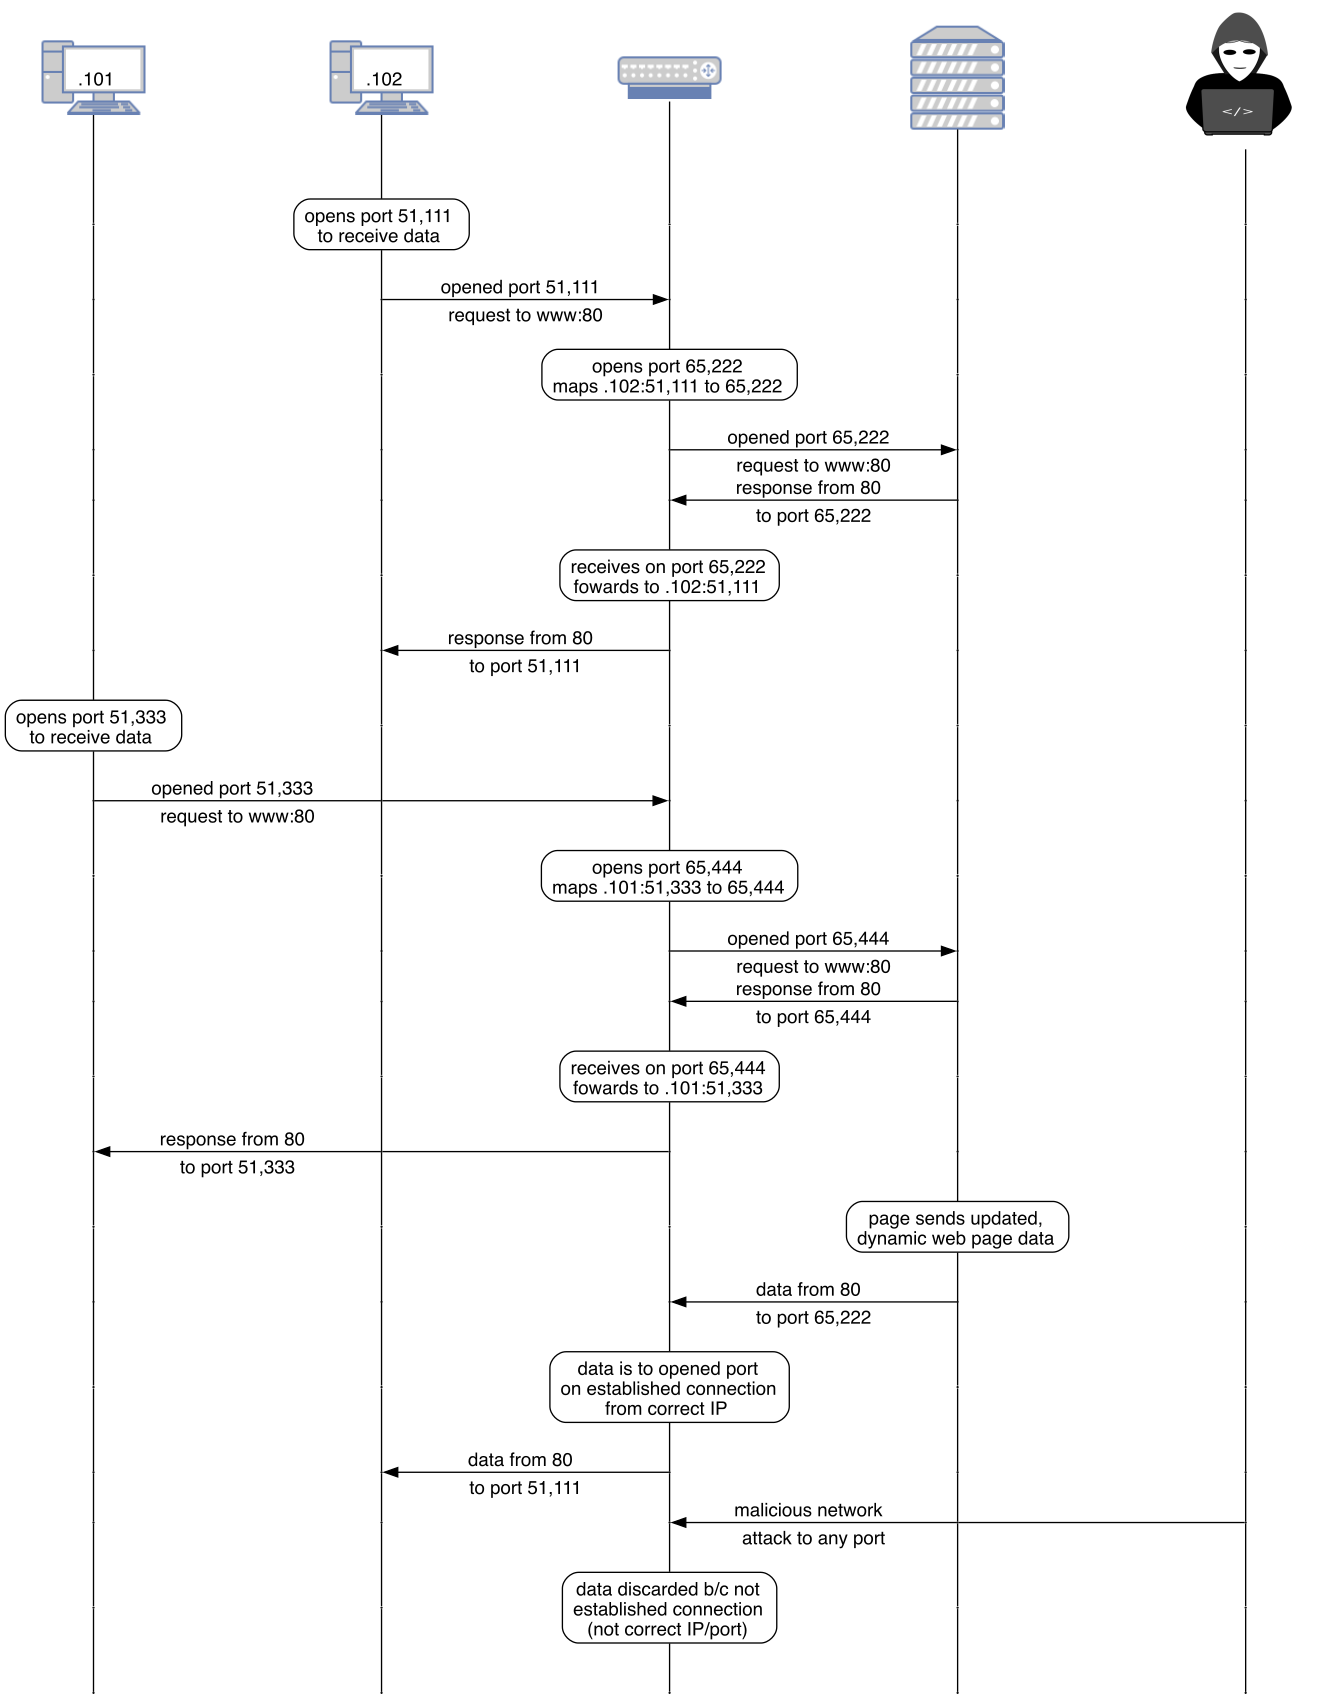 .101
.102
</>
opens port 51,111
to receive data
opened port 51,111
request to www:80
opens port 65,222
maps .102:51,111 to 65,222
opened port 65,222
request to www:80
response from 80
to port 65,222
receives on port 65,222
fowards to .102:51,111
response from 80
to port 51,111
opens port 51,333
to receive data
opened port 51,333
request to www:80
opens port 65,444
maps .101:51,333 to 65,444
opened port 65,444
request to www:80
response from 80
to port 65,444
receives on port 65,444
fowards to .101:51,333
response from 80
to port 51,333
page sends updated,
dynamic web page data
data from 80
to port 65,222
data is to opened port
on established connection
from correct IP
data from 80
to port 51,111
malicious network
attack to any port
data discarded b/c not
established connection
(not correct IP/port)